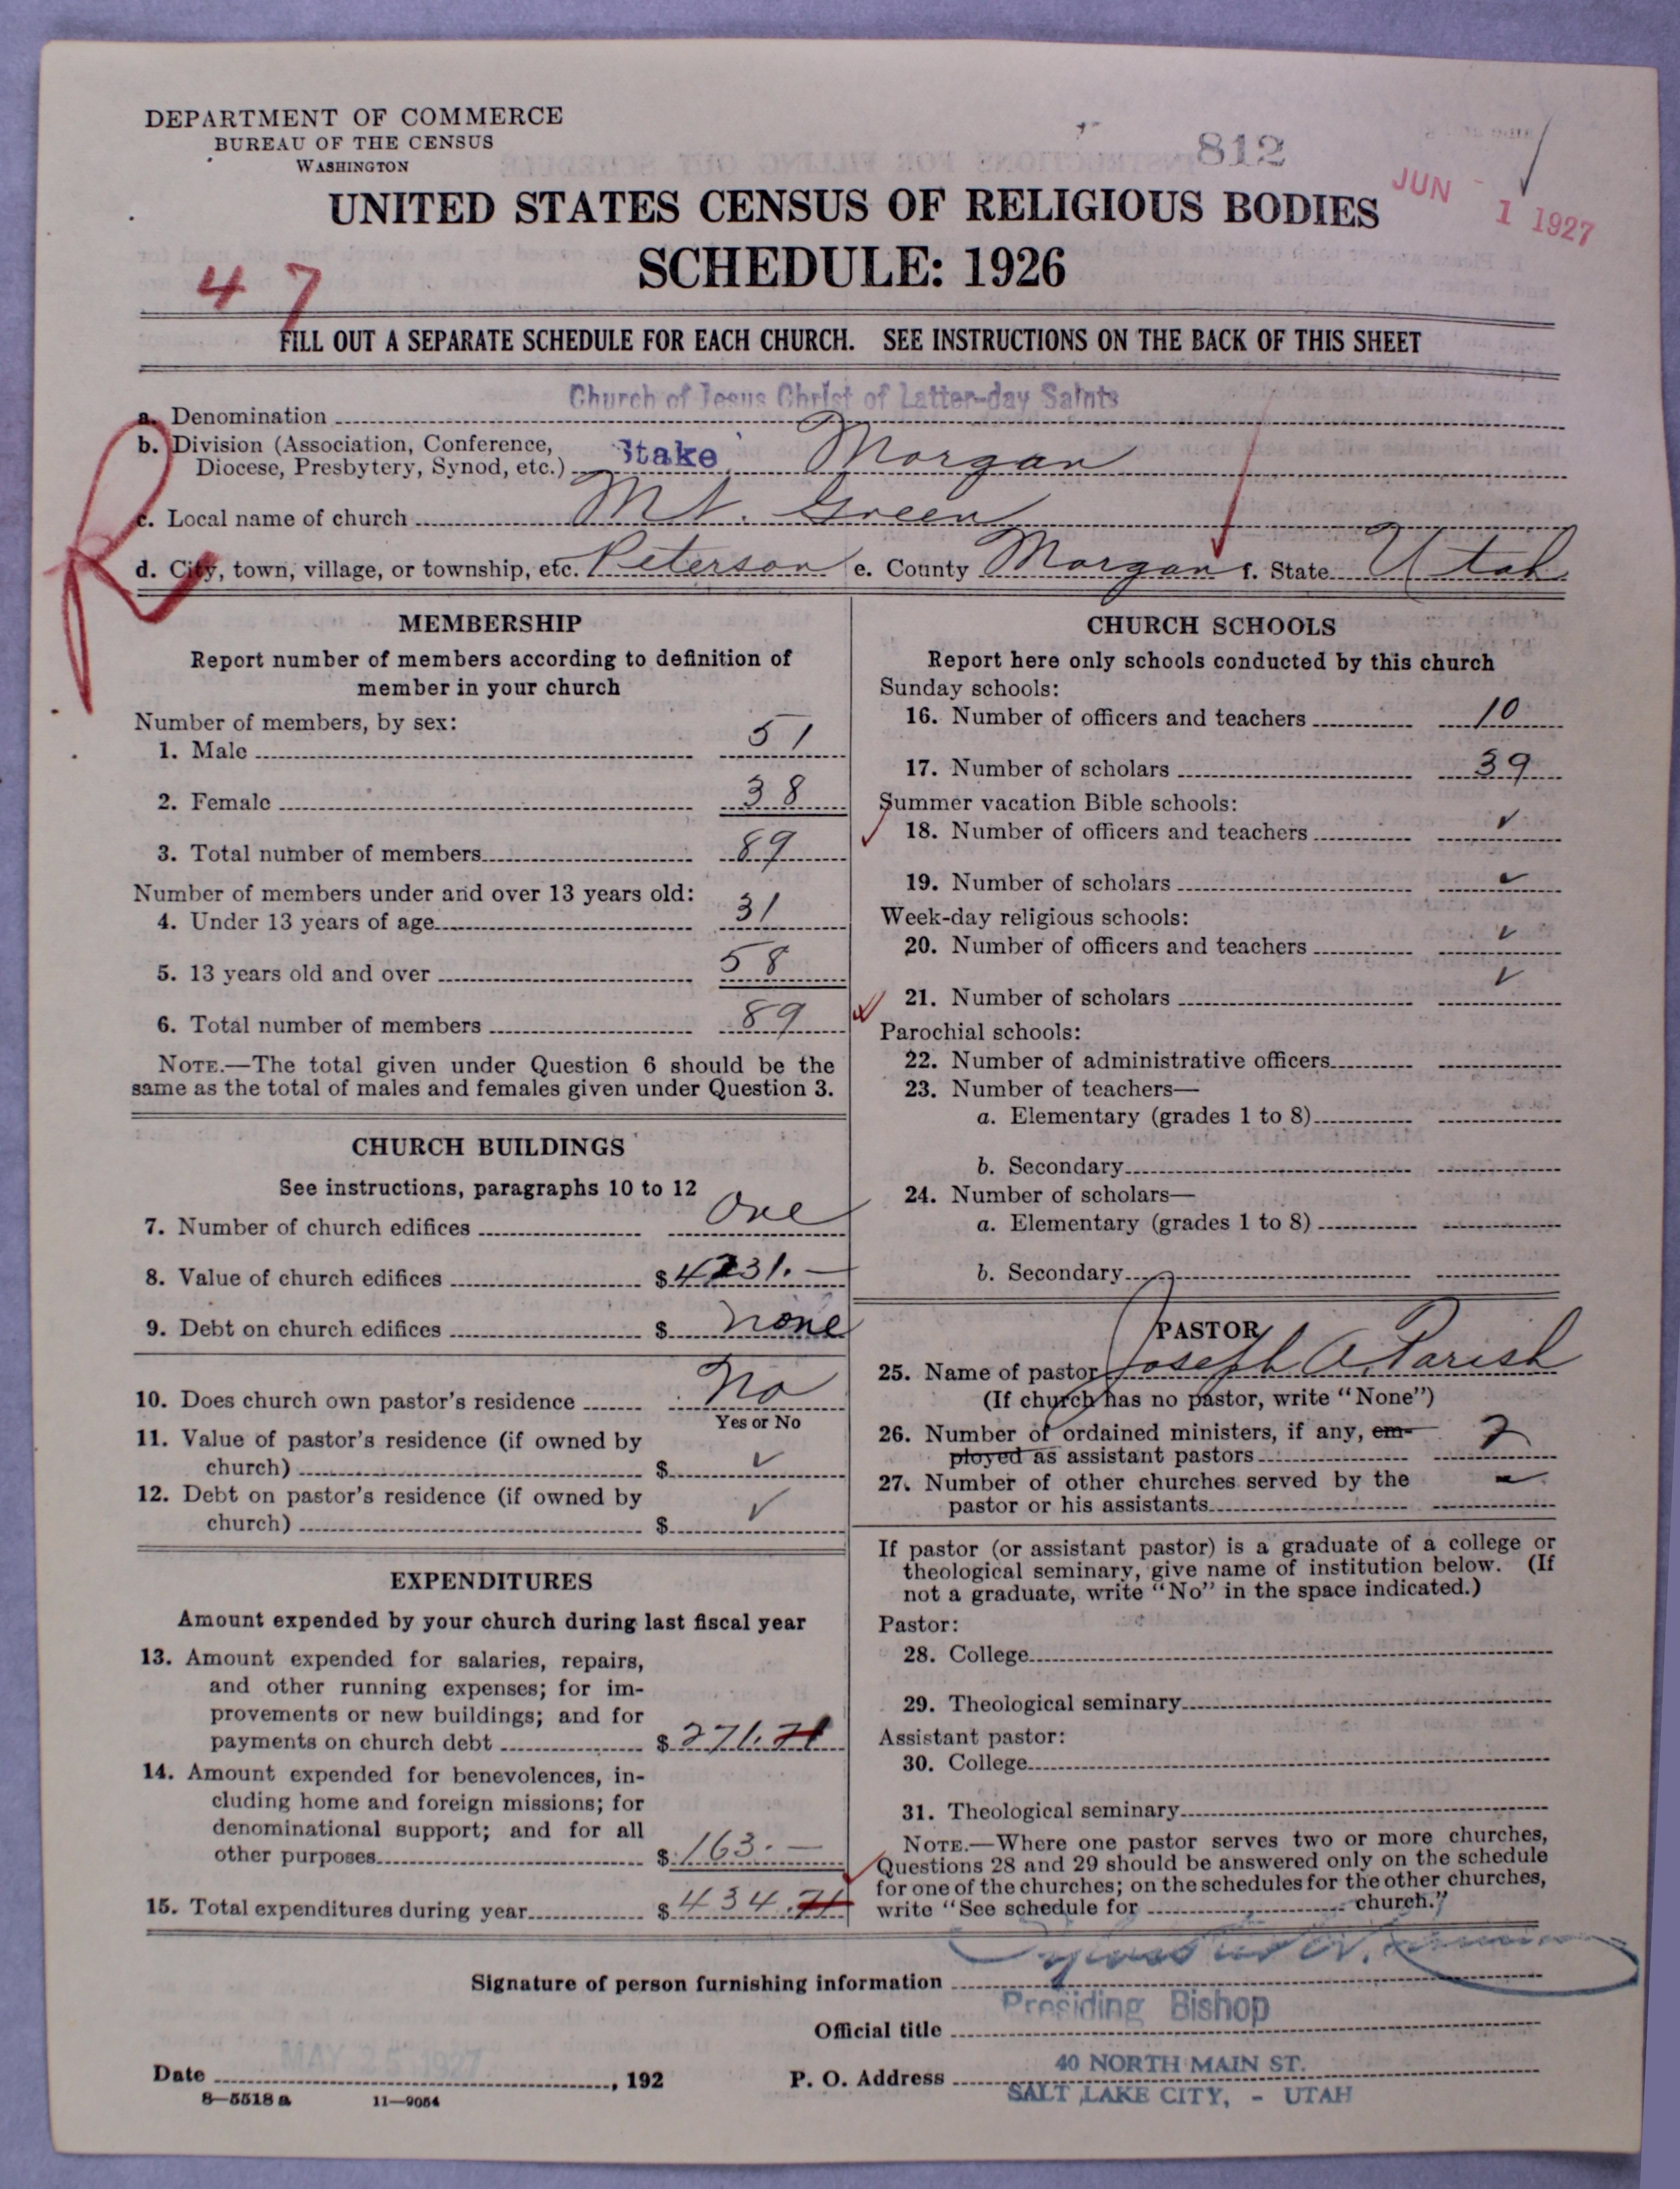 DEPARTMENT OF COMMERCE
BUREAU OF THE CENSUS
WASHINGTON
812
JUN - 1 1927
UNITED STATES CENSUS OF RELIGIOUS BODIES
SCHEDULE: 1926
47
FILL OUT A SEPARATE SCHEDULE FOR EACH CHURCH. SEE INSTRUCTIONS ON THE BACK OF THIS SHEET
R
a. Denomination Church of Jesus Christ of Latter-day Saints
b. Division (Association, Conference,
Diocese, Presbytery, Synod, etc.) Stake Morgan
c. Local name of church Mt. Green
d. City, town, village, or township, etc. Peterson e. County Morgan f. State Utah
MEMBERSHIP
Report number of members according to definition of
member in your church
Number of members, by sex:
1. Male 51
2. Female 38
3. Total number of members 89
Number of members under and over 13 years old:
4. Under 13 years of age 31
5. 13 years old and over 58
6. Total number of members 89
NOTE.—The total given under Question 6 should be the
same as the total of males and females given under Question 3.
CHURCH BUILDINGS
See instructions, paragraphs 10 to 12
7. Number of church edifices One
8. Value of church edifices $ 4231.—
9. Debt on church edifices $ none
10. Does church own pastor's residence No
Yes or No
11. Value of pastor's residence (if owned by
church) $ ✓
12. Debt on pastor's residence (if owned by
church) $ ✓
EXPENDITURES
Amount expended by your church during last fiscal year
13. Amount expended for salaries, repairs,
and other running expenses; for im-
provements or new buildings; and for
payments on church debt $ 271.71
14. Amount expended for benevolences, in-
cluding home and foreign missions; for
denominational support; and for all
other purposes $ 163.—
15. Total expenditures during year $ 434.71
CHURCH SCHOOLS
Report here only schools conducted by this church
Sunday schools:
16. Number of officers and teachers 10
17. Number of scholars 39
Summer vacation Bible schools:
18. Number of officers and teachers ✓
19. Number of scholars ✓
Week-day religious schools:
20. Number of officers and teachers ✓
21. Number of scholars ✓
Parochial schools:
22. Number of administrative officers
23. Number of teachers—
a. Elementary (grades 1 to 8)
b. Secondary
24. Number of scholars—
a. Elementary (grades 1 to 8)
b. Secondary
PASTOR
25. Name of pastor Joseph A. Parish
(If church has no pastor, write "None")
26. Number of ordained ministers, if any, em-
ployed as assistant pastors 2
27. Number of other churches served by the
pastor or his assistants
If pastor (or assistant pastor) is a graduate of a college or
theological seminary, give name of institution below. (If
not a graduate, write "No" in the space indicated.)
Pastor:
28. College
29. Theological seminary
Assistant pastor:
30. College
31. Theological seminary
NOTE.—Where one pastor serves two or more churches,
Questions 28 and 29 should be answered only on the schedule
for one of the churches; on the schedules for the other churches,
write "See schedule for church."
Signature of person furnishing information
Official title Presiding Bishop
Date MAY 25 1927, 192
P. O. Address 40 NORTH MAIN ST.
SALT LAKE CITY, - UTAH
8—5518 a 11—9054